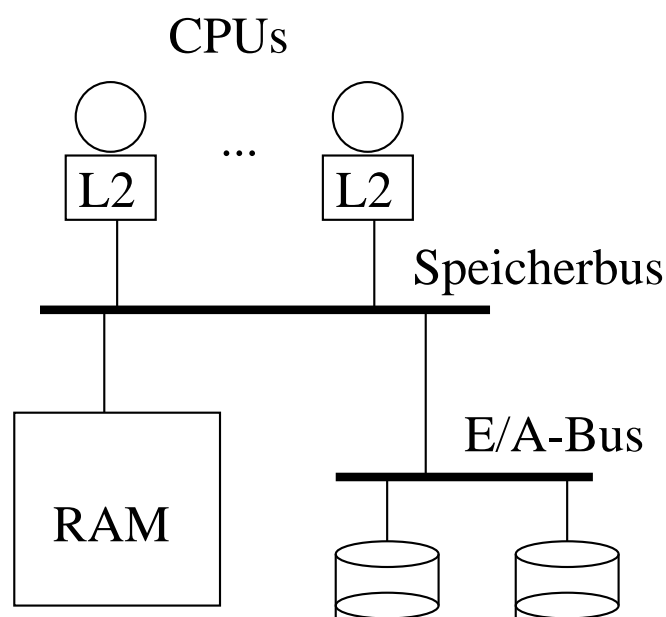 CPUs
...
L2 L2
Speicherbus
E/A-Bus
RAM